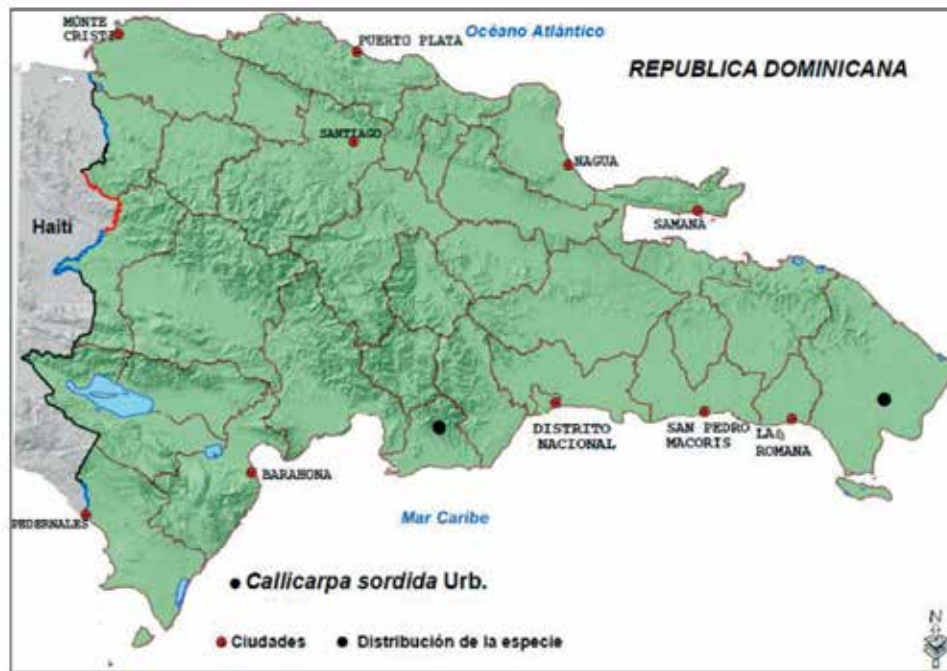 MONTE
CRISTI
Océano Atlántico
PUERTO PLATA
REPUBLICA DOMINICANA
SANTIAGO
NAGUA
SAMANA
Haití
DISTRITO
NACIONAL
SAN PEDRO
MACORIS
LA
ROMANA
BARAHONA
PEDERNALES
Mar Caribe
Callicarpa sordida Urb.
Ciudades
Distribución de la especie
N